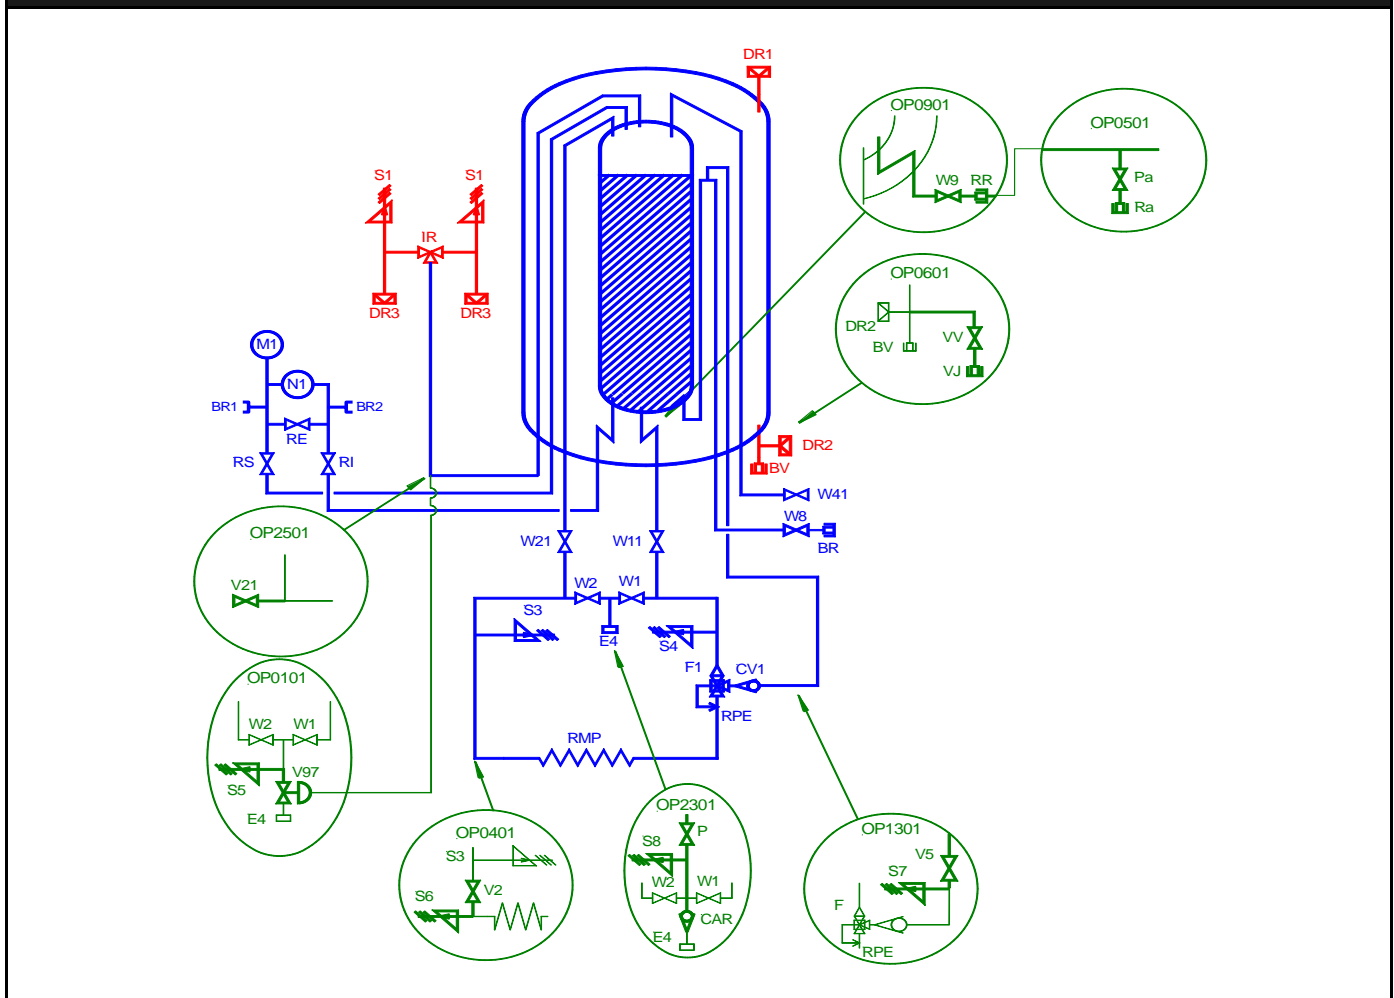 DR1
OP0901
OP0501
W9
RR
Pa
Ra
S1
S1
IR
DR3
DR3
OP0601
DR2
BV
VV
VJ
M1
N1
BR1
BR2
RE
RS
RI
DR2
BV
W41
W8
BR
OP2501
V21
W21
W11
W2
W1
S3
E4
S4
F1
CV1
RPE
RMP
OP0101
W2
W1
V97
S5
E4
OP0401
S3
V2
S6
OP2301
P
S8
W2
W1
CAR
E4
OP1301
V5
S7
F
RPE